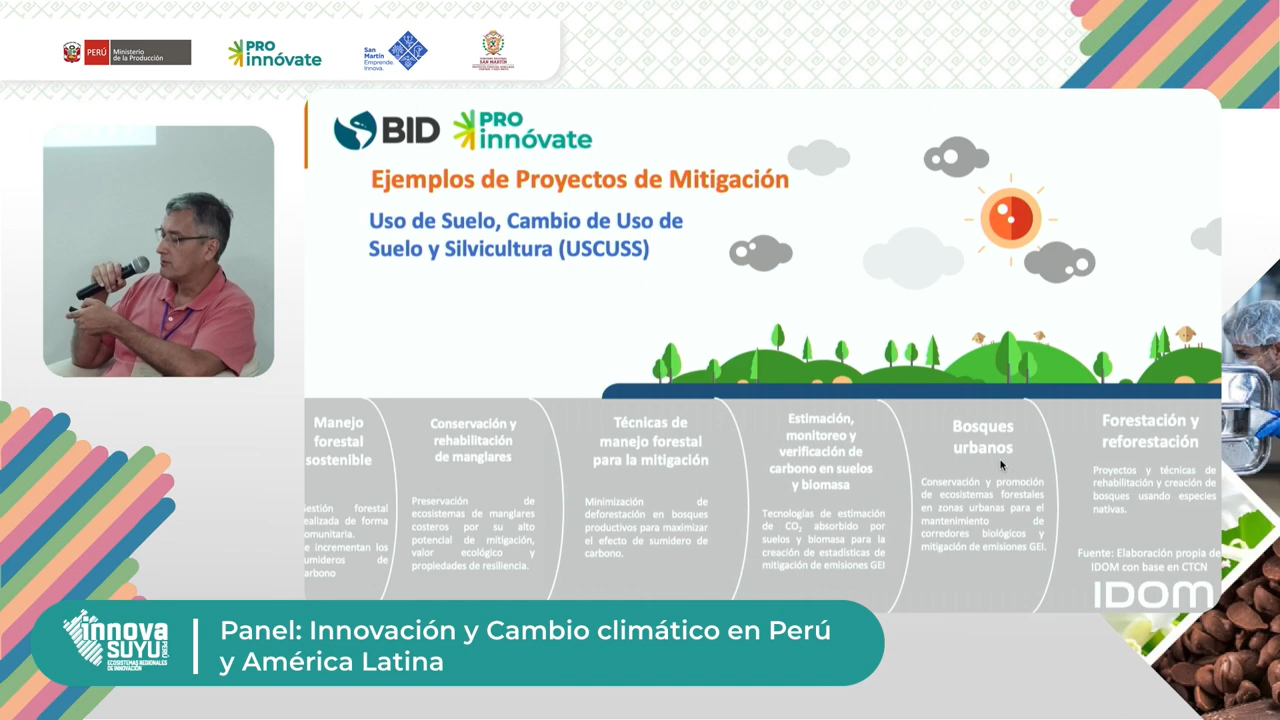 PERÚ
Ministerio
de la Producción
PRO
innóvate
San
Martín
Emprende.
Innova.
SAN MARTÍN
BID
PRO
innóvate
Ejemplos de Proyectos de Mitigación
Uso de Suelo, Cambio de Uso de
Suelo y Silvicultura (USCUSS)
Manejo
forestal
sostenible
estión forestal
ealizada de forma
omunitaria.
e incrementan los
umideros de
arbono
Conservación y
rehabilitación
de manglares
Preservación de
ecosistemas de manglares
costeros por su alto
potencial de mitigación,
valor ecológico y
propiedades de resiliencia.
Técnicas de
manejo forestal
para la mitigación
Minimización de
deforestación en bosques
productivos para maximizar
el efecto de sumidero de
carbono.
Estimación,
monitoreo y
verificación de
carbono en suelos
y biomasa
Tecnologías de estimación
de CO₂ absorbido por
suelos y biomasa para la
creación de estadísticas de
mitigación de emisiones GEI
Bosques
urbanos
Conservación y promoción
de ecosistemas forestales
en zonas urbanas para el
mantenimiento de
corredores biológicos y
mitigación de emisiones GEI.
Forestación y
reforestación
Proyectos y técnicas de
rehabilitación y creación de
bosques usando especies
nativas.
Fuente: Elaboración propia de
IDOM con base en CTCN
IDOM
innova
SUYU
PERÚ
ECOSISTEMAS REGIONALES
DE INNOVACIÓN
Panel: Innovación y Cambio climático en Perú
y América Latina